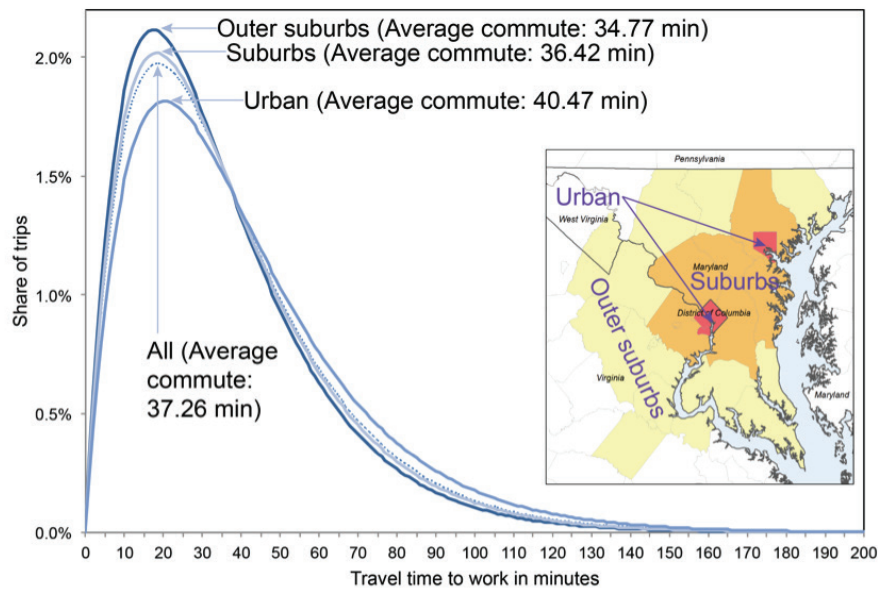 Outer suburbs (Average commute: 34.77 min)
Suburbs (Average commute: 36.42 min)
Urban (Average commute: 40.47 min)
All (Average
commute:
37.26 min)
Share of trips
2.0%
1.5%
1.0%
0.5%
0.0%
0 10 20 30 40 50 60 70 80 90 100 110 120 130 140 150 160 170 180 190 200
Travel time to work in minutes
Pennsylvania
Urban
West Virginia
Maryland
Suburbs
District of Columbia
Outer suburbs
Virginia
Maryland